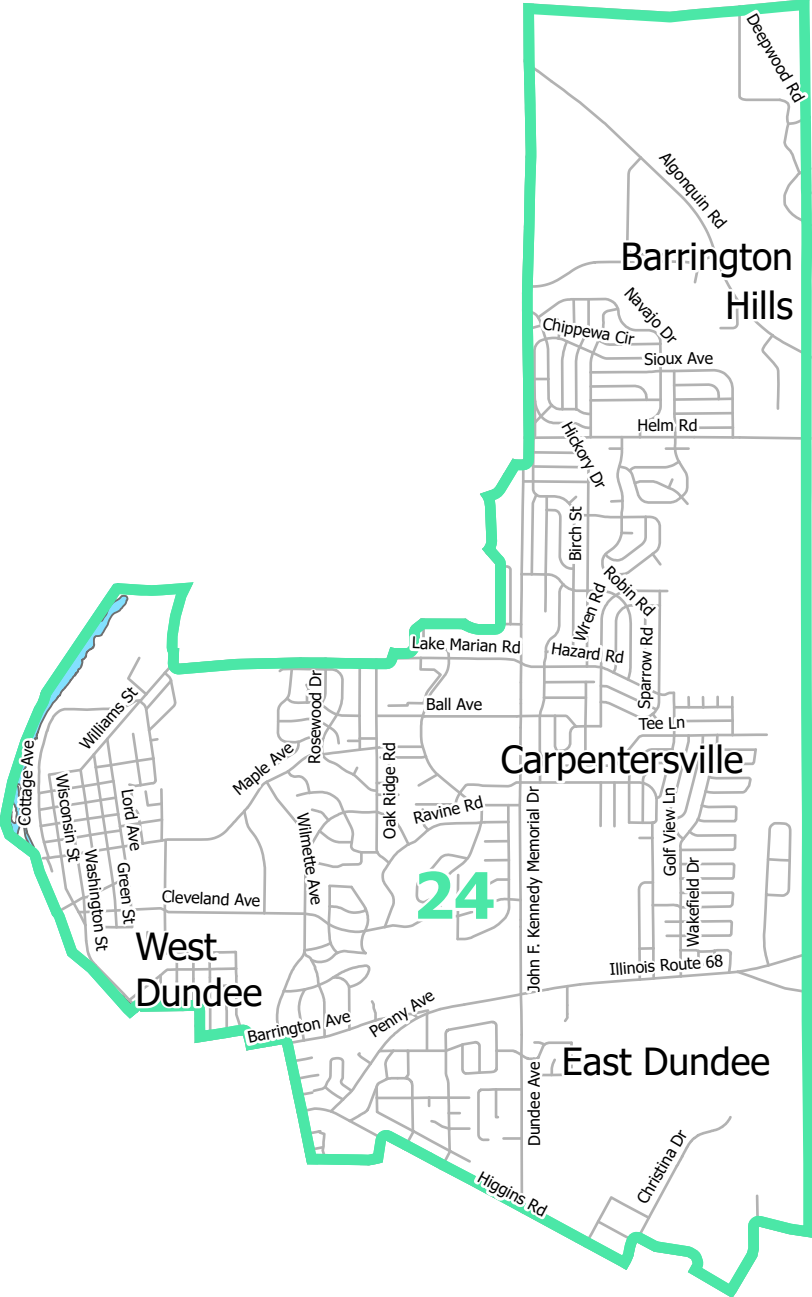 Deepwood Rd
Algonquin Rd
Barrington
Hills
Navajo Dr
Chippewa Cir
Sioux Ave
Helm Rd
Hickory Dr
Birch St
Robin Rd
Wren Rd
Lake Marian Rd
Hazard Rd
Sparrow Rd
Williams St
Rosewood Dr
Ball Ave
Tee Ln
Cottage Ave
Maple Ave
Oak Ridge Rd
Carpentersville
Wisconsin St
Lord Ave
Wilmette Ave
Ravine Rd
John F. Kennedy Memorial Dr
Golf View Ln
Washington St
Green St
Cleveland Ave
24
Wakefield Dr
West
Dundee
Illinois Route 68
Barrington Ave
Penny Ave
East Dundee
Dundee Ave
Christina Dr
Higgins Rd